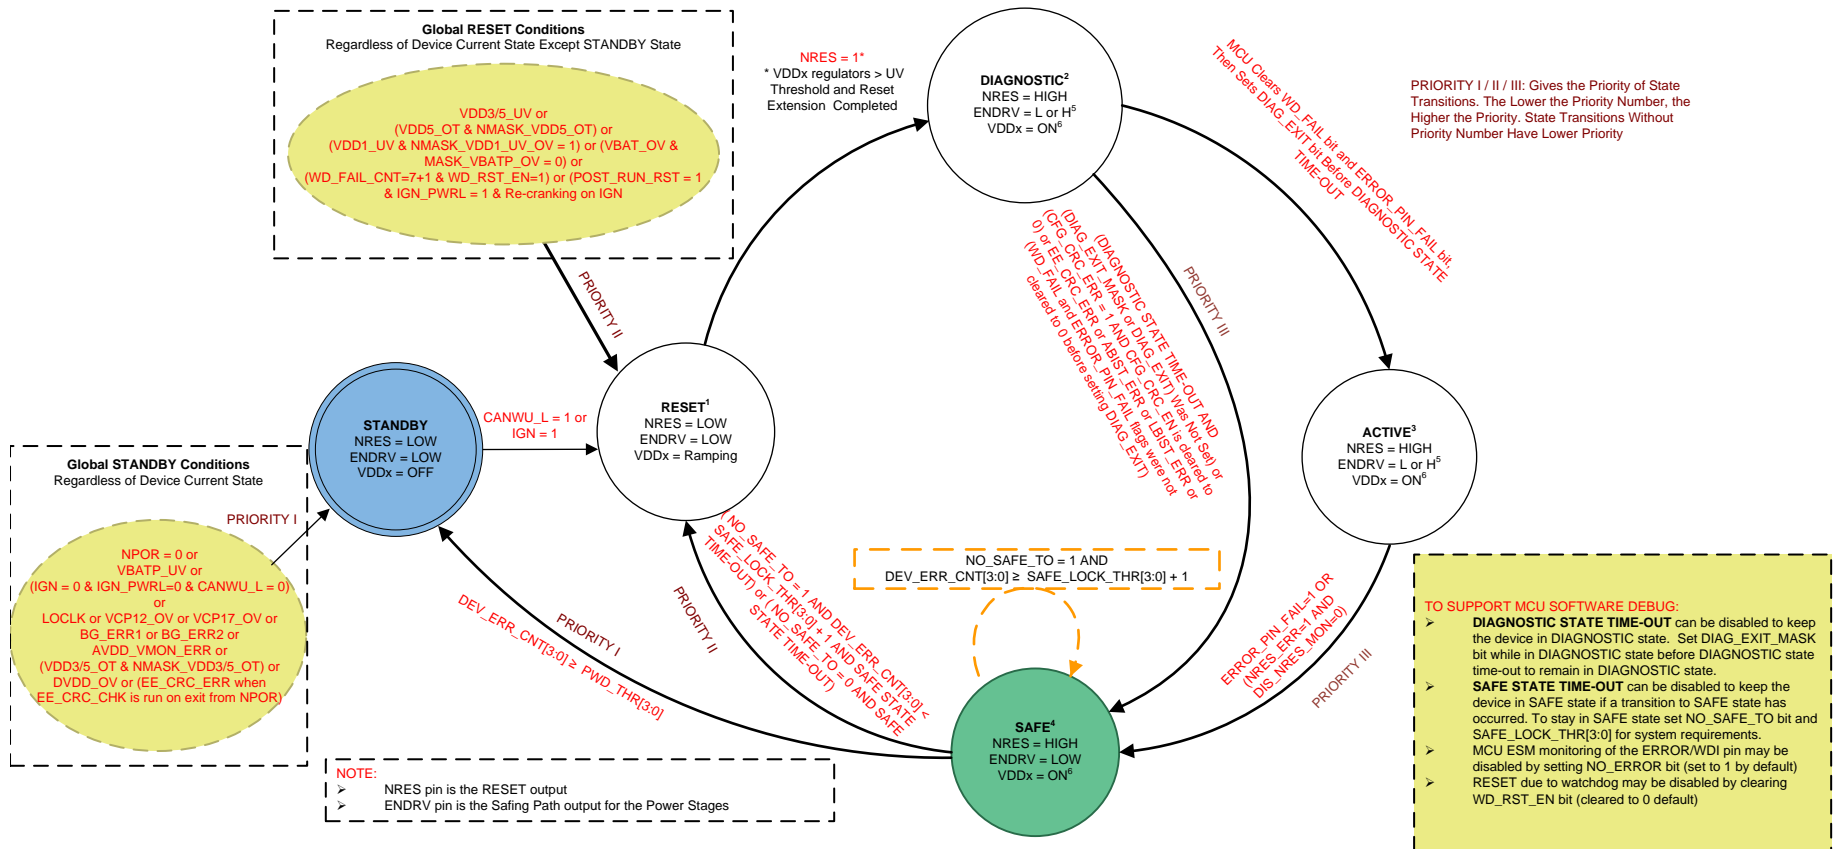 Global RESET Conditions
Regardless of Device Current State Except STANDBY State
VDD3/5_UV or
(VDD5_OT & NMASK_VDD5_OT) or
(VDD1_UV & NMASK_VDD1_UV_OV = 1) or (VBAT_OV &
MASK_VBATP_OV = 0) or
(WD_FAIL_CNT=7+1 & WD_RST_EN=1) or (POST_RUN_RST = 1
& IGN_PWRL = 1 & Re-cranking on IGN
PRIORITY II
NRES = 1*
* VDDx regulators > UV
Threshold and Reset
Extension Completed
DIAGNOSTIC2
NRES = HIGH
ENDRV = L or H5
VDDx = ON6
MCU Clears WD_FAIL bit and ERROR_PIN_FAIL bit,
Then Sets DIAG_EXIT bit Before DIAGNOSTIC STATE
TIME-OUT
PRIORITY I / II / III: Gives the Priority of State
Transitions. The Lower the Priority Number, the
Higher the Priority. State Transitions Without
Priority Number Have Lower Priority
(DIAGNOSTIC STATE TIME-OUT AND
(DIAG_EXIT_MASK or DIAG_EXIT) Was Not Set) or
(CFG_CRC_ERR = 1 AND CFG_CRC_EN is cleared to
0) or EE_CRC_ERR or ABIST_ERR or LBIST_ERR or
(WD_FAIL and ERROR_PIN_FAIL flags were not
cleared to 0 before setting DIAG_EXIT)
PRIORITY III
STANDBY
NRES = LOW
ENDRV = LOW
VDDx = OFF
CANWU_L = 1 or
IGN = 1
RESET1
NRES = LOW
ENDRV = LOW
VDDx = Ramping
ACTIVE3
NRES = HIGH
ENDRV = L or H5
VDDx = ON6
Global STANDBY Conditions
Regardless of Device Current State
PRIORITY I
NPOR = 0 or
VBATP_UV or
(IGN = 0 & IGN_PWRL=0 & CANWU_L = 0)
or
LOCLK or VCP12_OV or VCP17_OV or
BG_ERR1 or BG_ERR2 or
AVDD_VMON_ERR or
(VDD3/5_OT & NMASK_VDD3/5_OT) or
DVDD_OV or (EE_CRC_ERR when
EE_CRC_CHK is run on exit from NPOR)
PRIORITY I
DEV_ERR_CNT[3:0] ≥ PWD_THR[3:0]
PRIORITY II
( NO_SAFE_TO = 1 AND DEV_ERR_CNT[3:0] <
SAFE_LOCK_THR[3:0] + 1 AND SAFE STATE
TIME-OUT) or ( NO_SAFE_TO = 0 AND SAFE
STATE TIME-OUT)
NO_SAFE_TO = 1 AND
DEV_ERR_CNT[3:0] ≥ SAFE_LOCK_THR[3:0] + 1
ERROR_PIN_FAIL=1 OR
(NRES_ERR=1 AND
DIS_NRES_MON=0)
PRIORITY III
SAFE4
NRES = HIGH
ENDRV = LOW
VDDx = ON6
NOTE:
➢ NRES pin is the RESET output
➢ ENDRV pin is the Safing Path output for the Power Stages
TO SUPPORT MCU SOFTWARE DEBUG:
➢ DIAGNOSTIC STATE TIME-OUT can be disabled to keep
the device in DIAGNOSTIC state. Set DIAG_EXIT_MASK
bit while in DIAGNOSTIC state before DIAGNOSTIC state
time-out to remain in DIAGNOSTIC state.
➢ SAFE STATE TIME-OUT can be disabled to keep the
device in SAFE state if a transition to SAFE state has
occurred. To stay in SAFE state set NO_SAFE_TO bit and
SAFE_LOCK_THR[3:0] for system requirements.
➢ MCU ESM monitoring of the ERROR/WDI pin may be
disabled by setting NO_ERROR bit (set to 1 by default)
➢ RESET due to watchdog may be disabled by clearing
WD_RST_EN bit (cleared to 0 default)